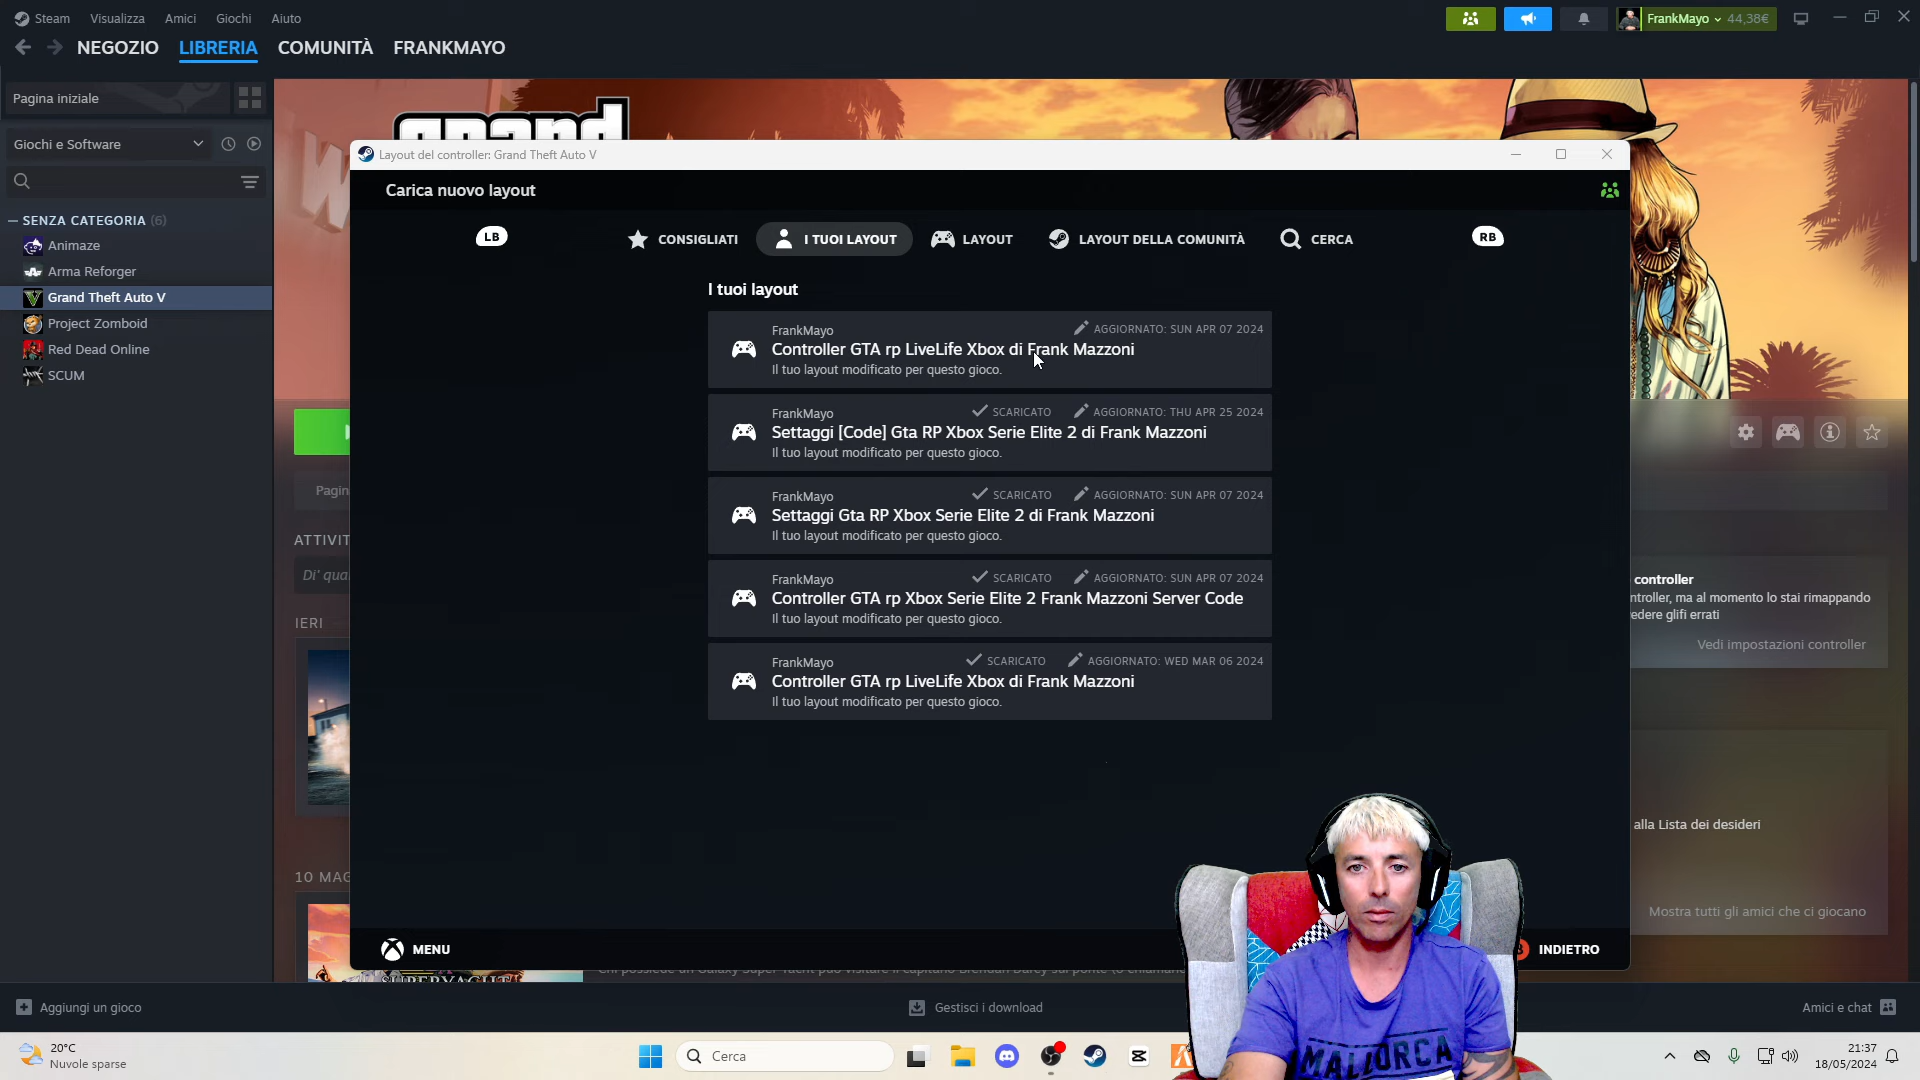 Steam Visualizza Amici Giochi Aiuto
FrankMayo 44,38€
NEGOZIO LIBRERIA COMUNITÀ FRANKMAYO
Pagina iniziale
Giochi e Software
SENZA CATEGORIA (6)
Animaze
Arma Reforger
Grand Theft Auto V
Project Zomboid
Red Dead Online
SCUM
grand
Layout del controller: Grand Theft Auto V
Carica nuovo layout
LB CONSIGLIATI I TUOI LAYOUT LAYOUT LAYOUT DELLA COMUNITÀ CERCA RB
I tuoi layout
FrankMayo AGGIORNATO: SUN APR 07 2024
Controller GTA rp LiveLife Xbox di Frank Mazzoni
Il tuo layout modificato per questo gioco.
FrankMayo SCARICATO AGGIORNATO: THU APR 25 2024
Settaggi [Code] Gta RP Xbox Serie Elite 2 di Frank Mazzoni
Il tuo layout modificato per questo gioco.
FrankMayo SCARICATO AGGIORNATO: SUN APR 07 2024
Settaggi Gta RP Xbox Serie Elite 2 di Frank Mazzoni
Il tuo layout modificato per questo gioco.
FrankMayo SCARICATO AGGIORNATO: SUN APR 07 2024
Controller GTA rp Xbox Serie Elite 2 Frank Mazzoni Server Code
Il tuo layout modificato per questo gioco.
FrankMayo SCARICATO AGGIORNATO: WED MAR 06 2024
Controller GTA rp LiveLife Xbox di Frank Mazzoni
Il tuo layout modificato per questo gioco.
MENU
INDIETRO
Pagin
ATTIVIT
Di' qua
IERI
10 MAG
controller
ntroller, ma al momento lo stai rimappando
edere glifi errati
Vedi impostazioni controller
alla Lista dei desideri
Mostra tutti gli amici che ci giocano
SUPERYACHT
Aggiungi un gioco
Gestisci i download
Amici e chat
MALLORCA
20°C
Nuvole sparse
Cerca
21:37
18/05/2024